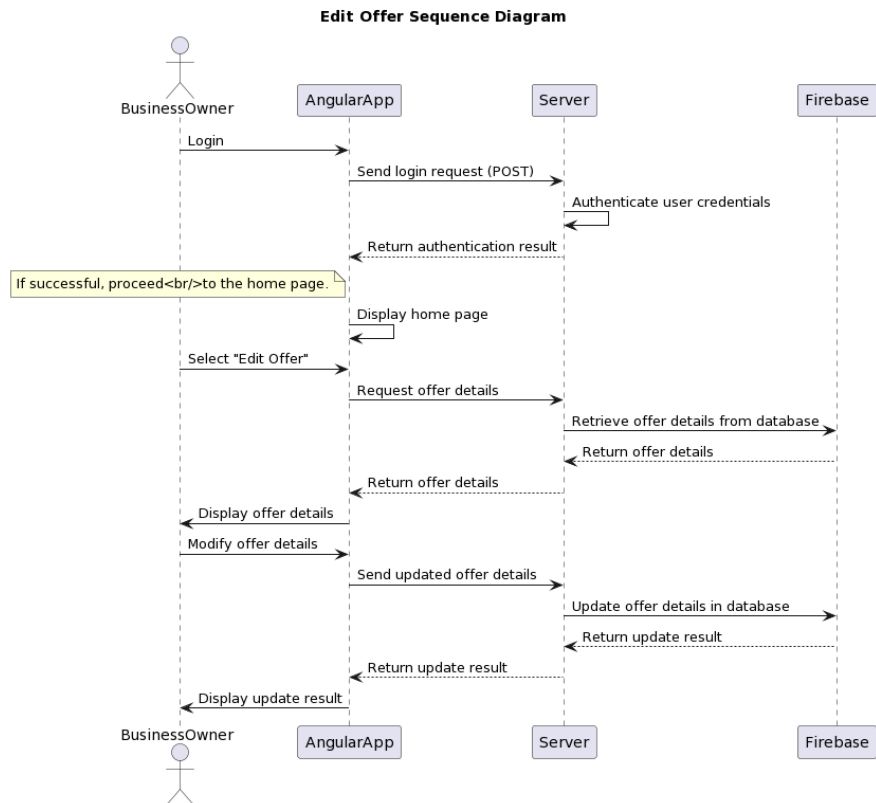 Edit Offer Sequence Diagram
BusinessOwner
AngularApp
Server
Firebase
Login
Send login request (POST)
Authenticate user credentials
Return authentication result
If successful, proceed<br/>to the home page.
Display home page
Select "Edit Offer"
Request offer details
Retrieve offer details from database
Return offer details
Return offer details
Display offer details
Modify offer details
Send updated offer details
Update offer details in database
Return update result
Return update result
Display update result
BusinessOwner
AngularApp
Server
Firebase